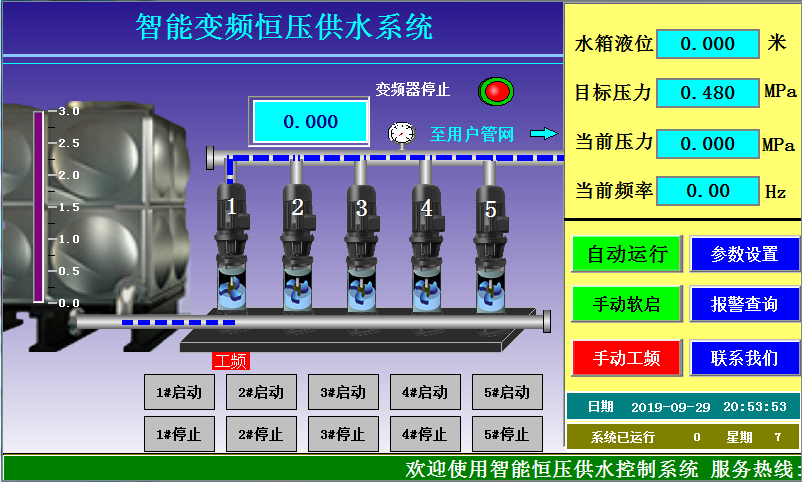 智能变频恒压供水系统
变频器停止
0.000
至用户管网
3.0
2.5
2.0
1.5
1.0
0.5
0.0
1 2 3 4 5
工频
1#启动 2#启动 3#启动 4#启动 5#启动
1#停止 2#停止 3#停止 4#停止 5#停止
水箱液位 0.000 米
目标压力 0.480 MPa
当前压力 0.000 MPa
当前频率 0.00 Hz
自动运行 参数设置
手动软启 报警查询
手动工频 联系我们
日期 2019-09-29 20:53:53
系统已运行 0 星期 7
欢迎使用智能恒压供水控制系统 服务热线: